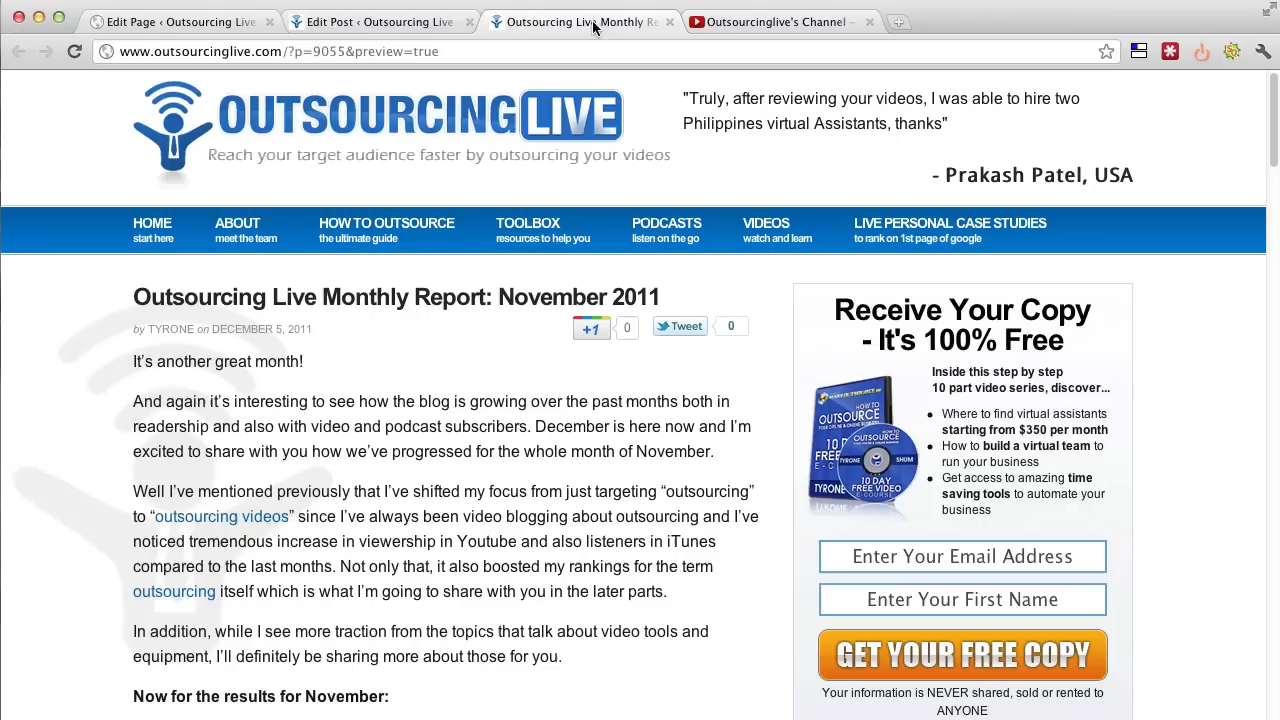 Edit Page ‹ Outsourcing Live
Edit Post ‹ Outsourcing Live
Outsourcing Live Monthly Re
Outsourcinglive's Channel -
www.outsourcinglive.com/?p=9055&preview=true
OUTSOURCING LIVE
Reach your target audience faster by outsourcing your videos
"Truly, after reviewing your videos, I was able to hire two
Philippines virtual Assistants, thanks"
- Prakash Patel, USA
HOME
start here
ABOUT
meet the team
HOW TO OUTSOURCE
the ultimate guide
TOOLBOX
resources to help you
PODCASTS
listen on the go
VIDEOS
watch and learn
LIVE PERSONAL CASE STUDIES
to rank on 1st page of google
Outsourcing Live Monthly Report: November 2011
by TYRONE on DECEMBER 5, 2011
+1 0
Tweet 0
It’s another great month!
And again it’s interesting to see how the blog is growing over the past months both in
readership and also with video and podcast subscribers. December is here now and I’m
excited to share with you how we’ve progressed for the whole month of November.
Well I’ve mentioned previously that I’ve shifted my focus from just targeting “outsourcing”
to “outsourcing videos” since I’ve always been video blogging about outsourcing and I’ve
noticed tremendous increase in viewership in Youtube and also listeners in iTunes
compared to the last months. Not only that, it also boosted my rankings for the term
outsourcing itself which is what I’m going to share with you in the later parts.
In addition, while I see more traction from the topics that talk about video tools and
equipment, I’ll definitely be sharing more about those for you.
Now for the results for November:
Receive Your Copy
- It's 100% Free
Inside this step by step
10 part video series, discover...
HOW TO
OUTSOURCE
TYRONE
HOW TO
OUTSOURCE
TYRONE SHUM
10 DAY
FREE VIDEO
E-COURSE
Where to find virtual assistants
starting from $350 per month
How to build a virtual team to
run your business
Get access to amazing time
saving tools to automate your
business
Enter Your Email Address
Enter Your First Name
GET YOUR FREE COPY
Your information is NEVER shared, sold or rented to
ANYONE